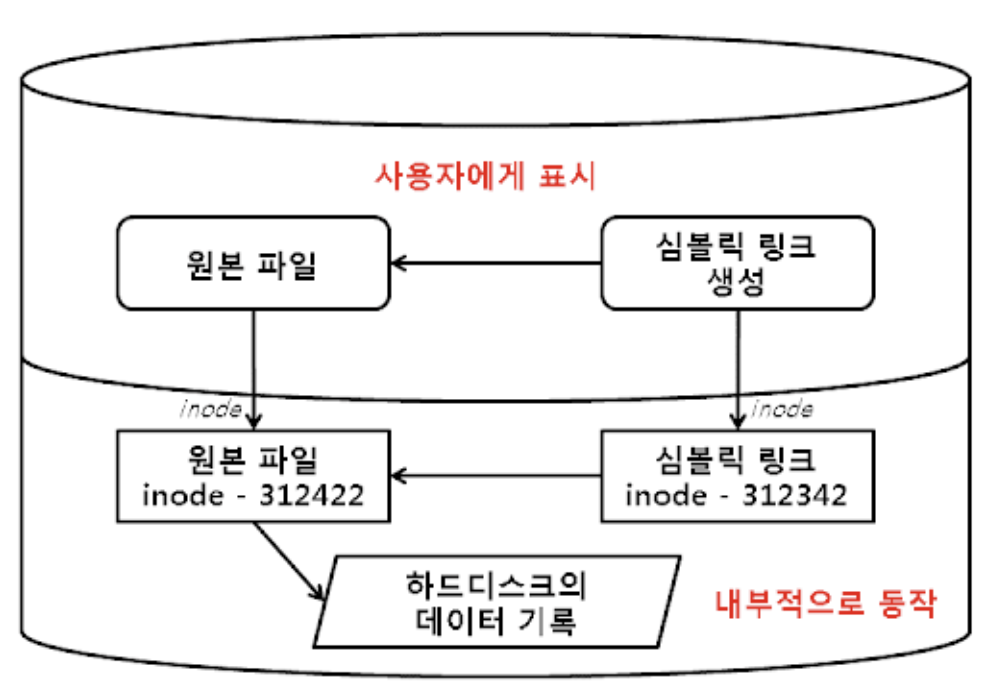 사용자에게 표시
원본 파일
심볼릭 링크
생성
inode
inode
원본 파일
inode - 312422
심볼릭 링크
inode - 312342
하드디스크의
데이터 기록
내부적으로 동작